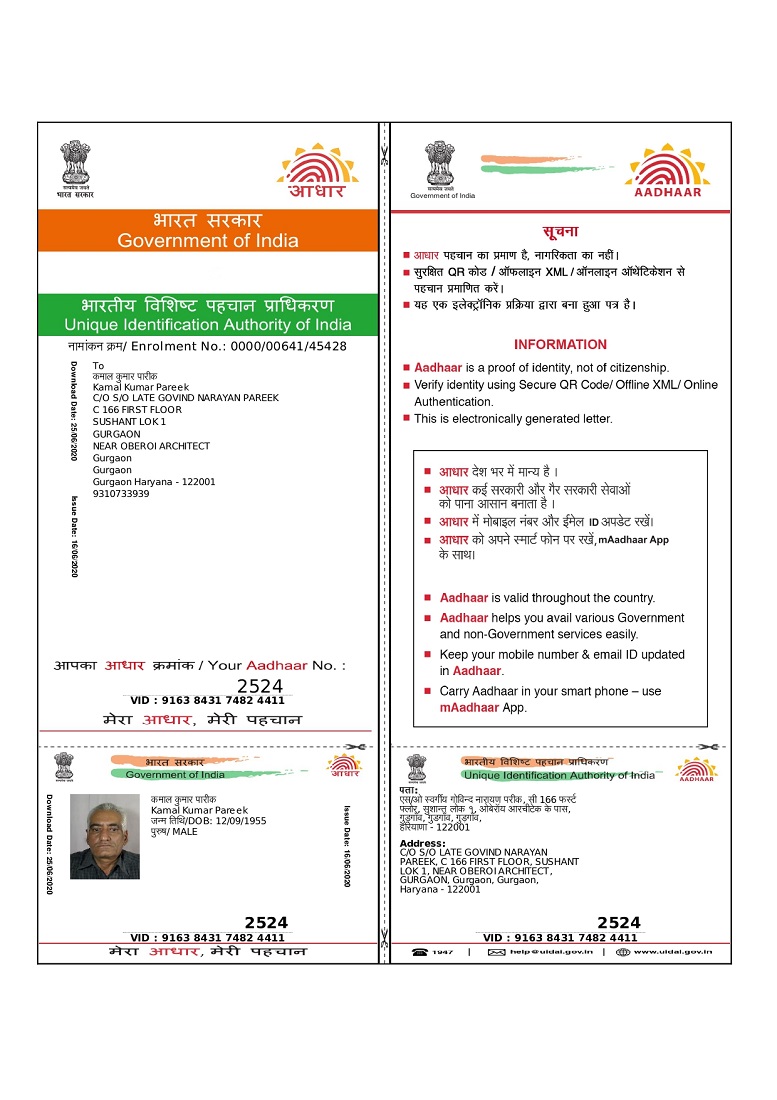 सत्यमेव जयते
भारत सरकार
आधार
भारत सरकार
Government of India
भारतीय विशिष्ट पहचान प्राधिकरण
Unique Identification Authority of India
नामांकन क्रम/ Enrolment No.: 0000/00641/45428
Download Date: 25/06/2020
Issue Date: 16/06/2020
To
कमाल कुमार पारीक
Kamal Kumar Pareek
C/O S/O LATE GOVIND NARAYAN PAREEK
C 166 FIRST FLOOR
SUSHANT LOK 1
GURGAON
NEAR OBEROI ARCHITECT
Gurgaon
Gurgaon
Gurgaon Haryana - 122001
9310733939
आपका आधार क्रमांक / Your Aadhaar No. :
2524
VID : 9163 8431 7482 4411
मेरा आधार, मेरी पहचान
सत्यमेव जयते
Government of India
AADHAAR
सूचना
आधार पहचान का प्रमाण है, नागरिकता का नहीं।
सुरक्षित QR कोड / ऑफलाइन XML / ऑनलाइन ऑथेंटिकेशन से
पहचान प्रमाणित करें।
यह एक इलेक्ट्रॉनिक प्रक्रिया द्वारा बना हुआ पत्र है।
INFORMATION
Aadhaar is a proof of identity, not of citizenship.
Verify identity using Secure QR Code/ Offline XML/ Online
Authentication.
This is electronically generated letter.
आधार देश भर में मान्य है ।
आधार कई सरकारी और गैर सरकारी सेवाओं
को पाना आसान बनाता है ।
आधार में मोबाइल नंबर और ईमेल ID अपडेट रखें।
आधार को अपने स्मार्ट फोन पर रखें, mAadhaar App
के साथ।
Aadhaar is valid throughout the country.
Aadhaar helps you avail various Government
and non-Government services easily.
Keep your mobile number & email ID updated
in Aadhaar.
Carry Aadhaar in your smart phone – use
mAadhaar App.
भारत सरकार
Government of India
आधार
Download Date: 25/06/2020
कमाल कुमार पारीक
Kamal Kumar Pareek
जन्म तिथि/DOB: 12/09/1955
पुरुष/ MALE
Issue Date: 16/06/2020
2524
VID : 9163 8431 7482 4411
मेरा आधार, मेरी पहचान
भारतीय विशिष्ट पहचान प्राधिकरण
Unique Identification Authority of India
AADHAAR
पता:
एस/ओ स्वर्गीय गोविन्द नारायण परीक, सी 166 फर्स्ट
फ्लोर, सुशान्त लोक १, ओबेरॉय आरचीटेक के पास,
गुड़गांव, गुडगांव, गुडगांव,
हरियाणा - 122001
Address:
C/O S/O LATE GOVIND NARAYAN
PAREEK, C 166 FIRST FLOOR, SUSHANT
LOK 1, NEAR OBEROI ARCHITECT,
GURGAON, Gurgaon, Gurgaon,
Haryana - 122001
2524
VID : 9163 8431 7482 4411
1947 | help@uidai.gov.in | www.uidai.gov.in